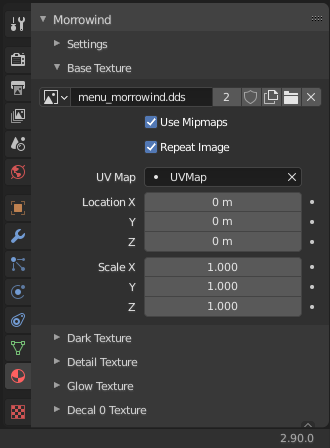 Morrowind
Settings
Base Texture
menu_morrowind.dds 2
Use Mipmaps
Repeat Image
UV Map UVMap
Location X 0 m
Y 0 m
Z 0 m
Scale X 1.000
Y 1.000
Z 1.000
Dark Texture
Detail Texture
Glow Texture
Decal 0 Texture
2.90.0